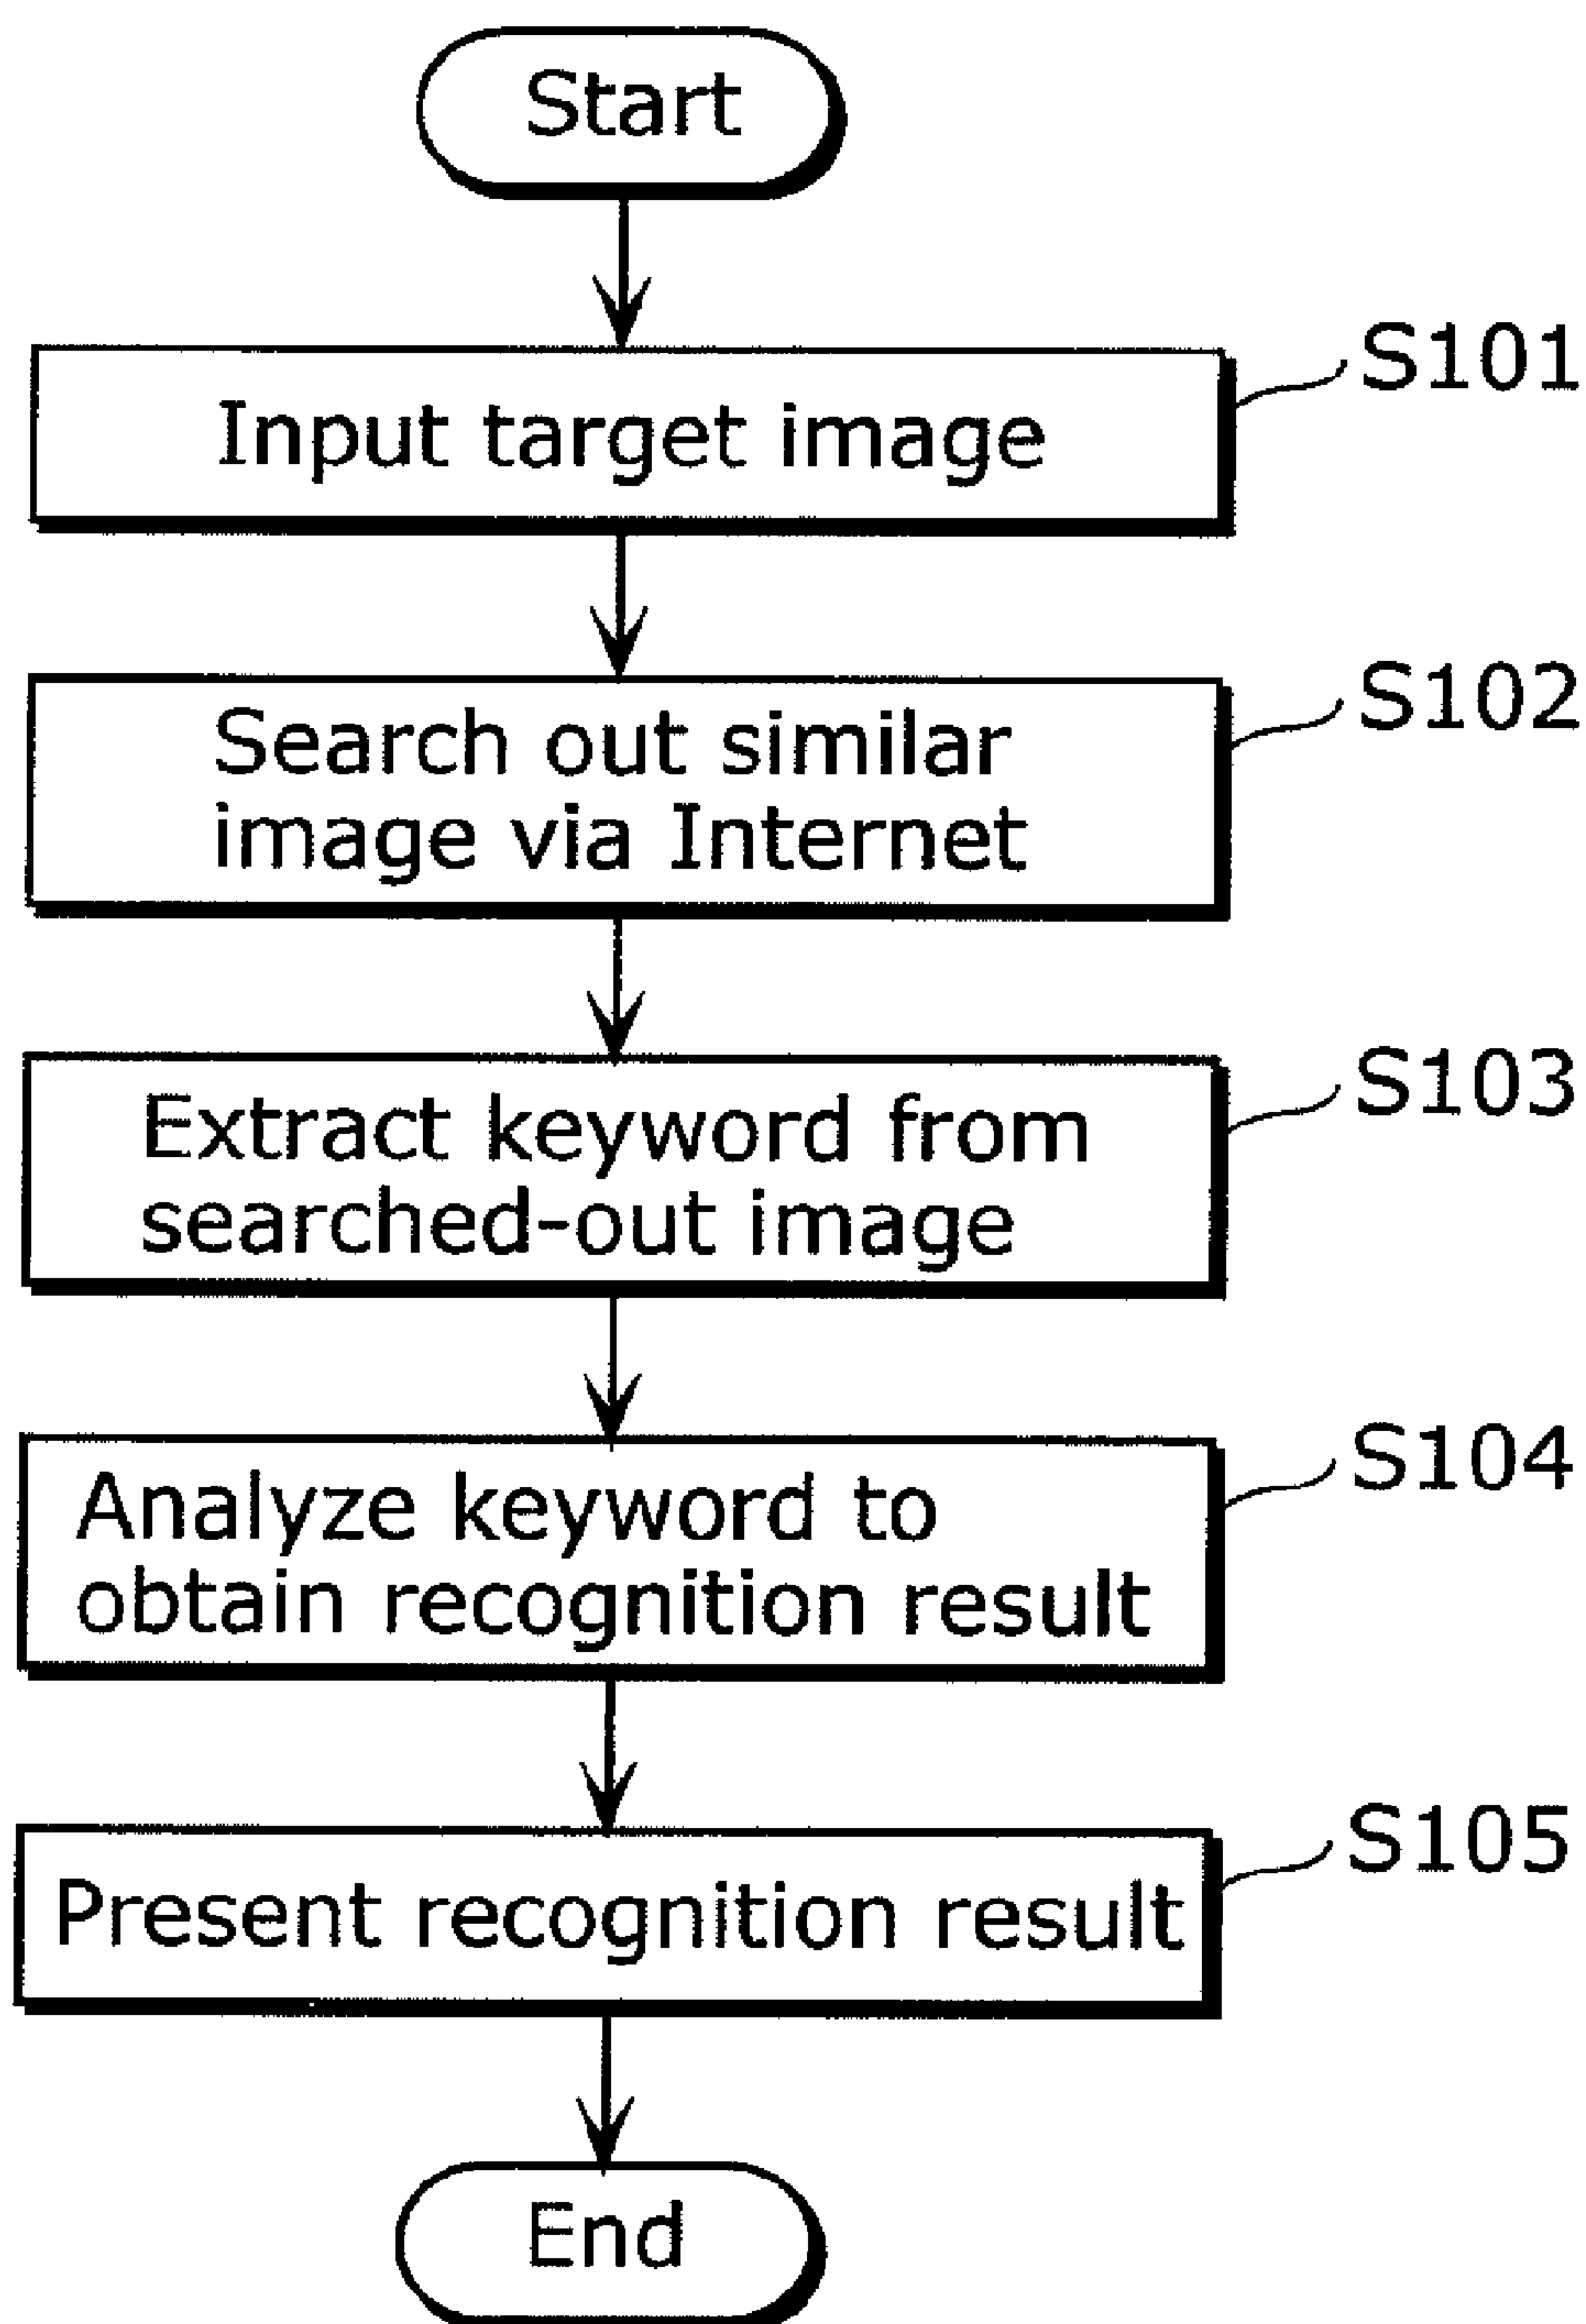 Start
S101
Input target image
S102
Search out similar
image via Internet
S103
Extract keyword from
searched-out image
S104
Analyze keyword to
obtain recognition result
S105
Present recognition result
End